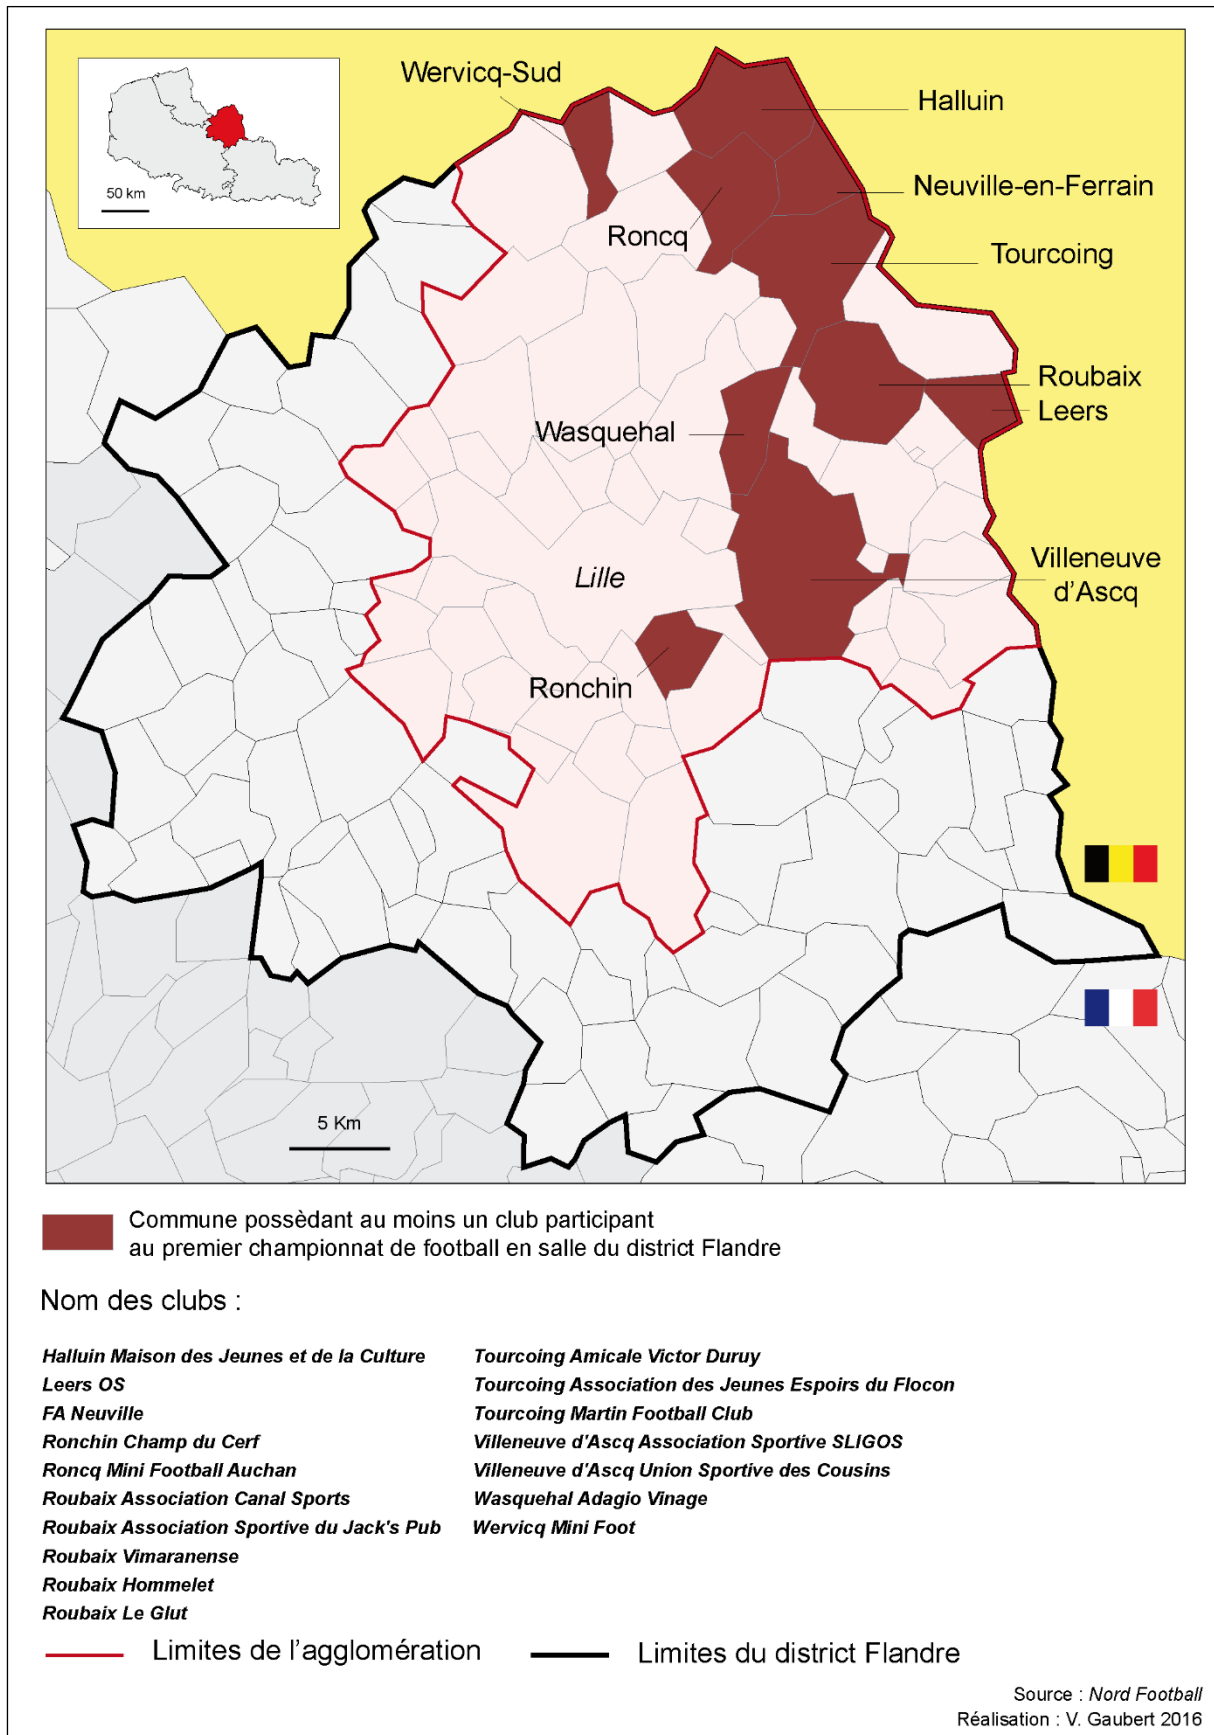 Wervicq-Sud
Halluin
50 km
Neuville-en-Ferrain
Roncq
Tourcoing
Roubaix
Leers
Wasquehal
Lille
Villeneuve
d'Ascq
Ronchin
5 Km
Commune possèdant au moins un club participant
au premier championnat de football en salle du district Flandre
Nom des clubs :
Halluin Maison des Jeunes et de la Culture
Leers OS
FA Neuville
Ronchin Champ du Cerf
Roncq Mini Football Auchan
Roubaix Association Canal Sports
Roubaix Association Sportive du Jack's Pub
Roubaix Vimaranense
Roubaix Hommelet
Roubaix Le Glut
Tourcoing Amicale Victor Duruy
Tourcoing Association des Jeunes Espoirs du Flocon
Tourcoing Martin Football Club
Villeneuve d'Ascq Association Sportive SLIGOS
Villeneuve d'Ascq Union Sportive des Cousins
Wasquehal Adagio Vinage
Wervicq Mini Foot
Limites de l'agglomération
Limites du district Flandre
Source : Nord Football
Réalisation : V. Gaubert 2016